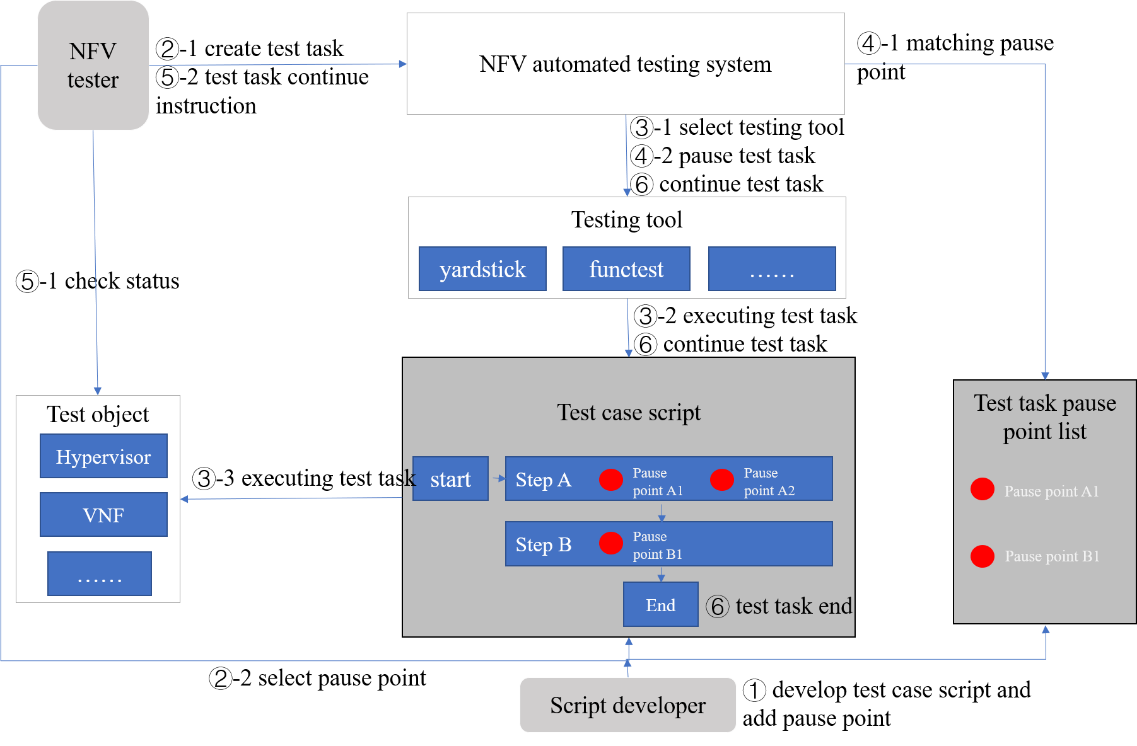 NFV
tester
②-1 create test task
⑤-2 test task continue
instruction
NFV automated testing system
④-1 matching pause
point
③-1 select testing tool
④-2 pause test task
⑥ continue test task
Testing tool
yardstick
functest
……
⑤-1 check status
③-2 executing test task
⑥ continue test task
Test object
Hypervisor
VNF
……
③-3 executing test task
Test case script
start
Step A
Pause
point A1
Pause
point A2
Step B
Pause
point B1
End
⑥ test task end
Test task pause
point list
Pause point A1
Pause point B1
②-2 select pause point
Script developer
① develop test case script and
add pause point